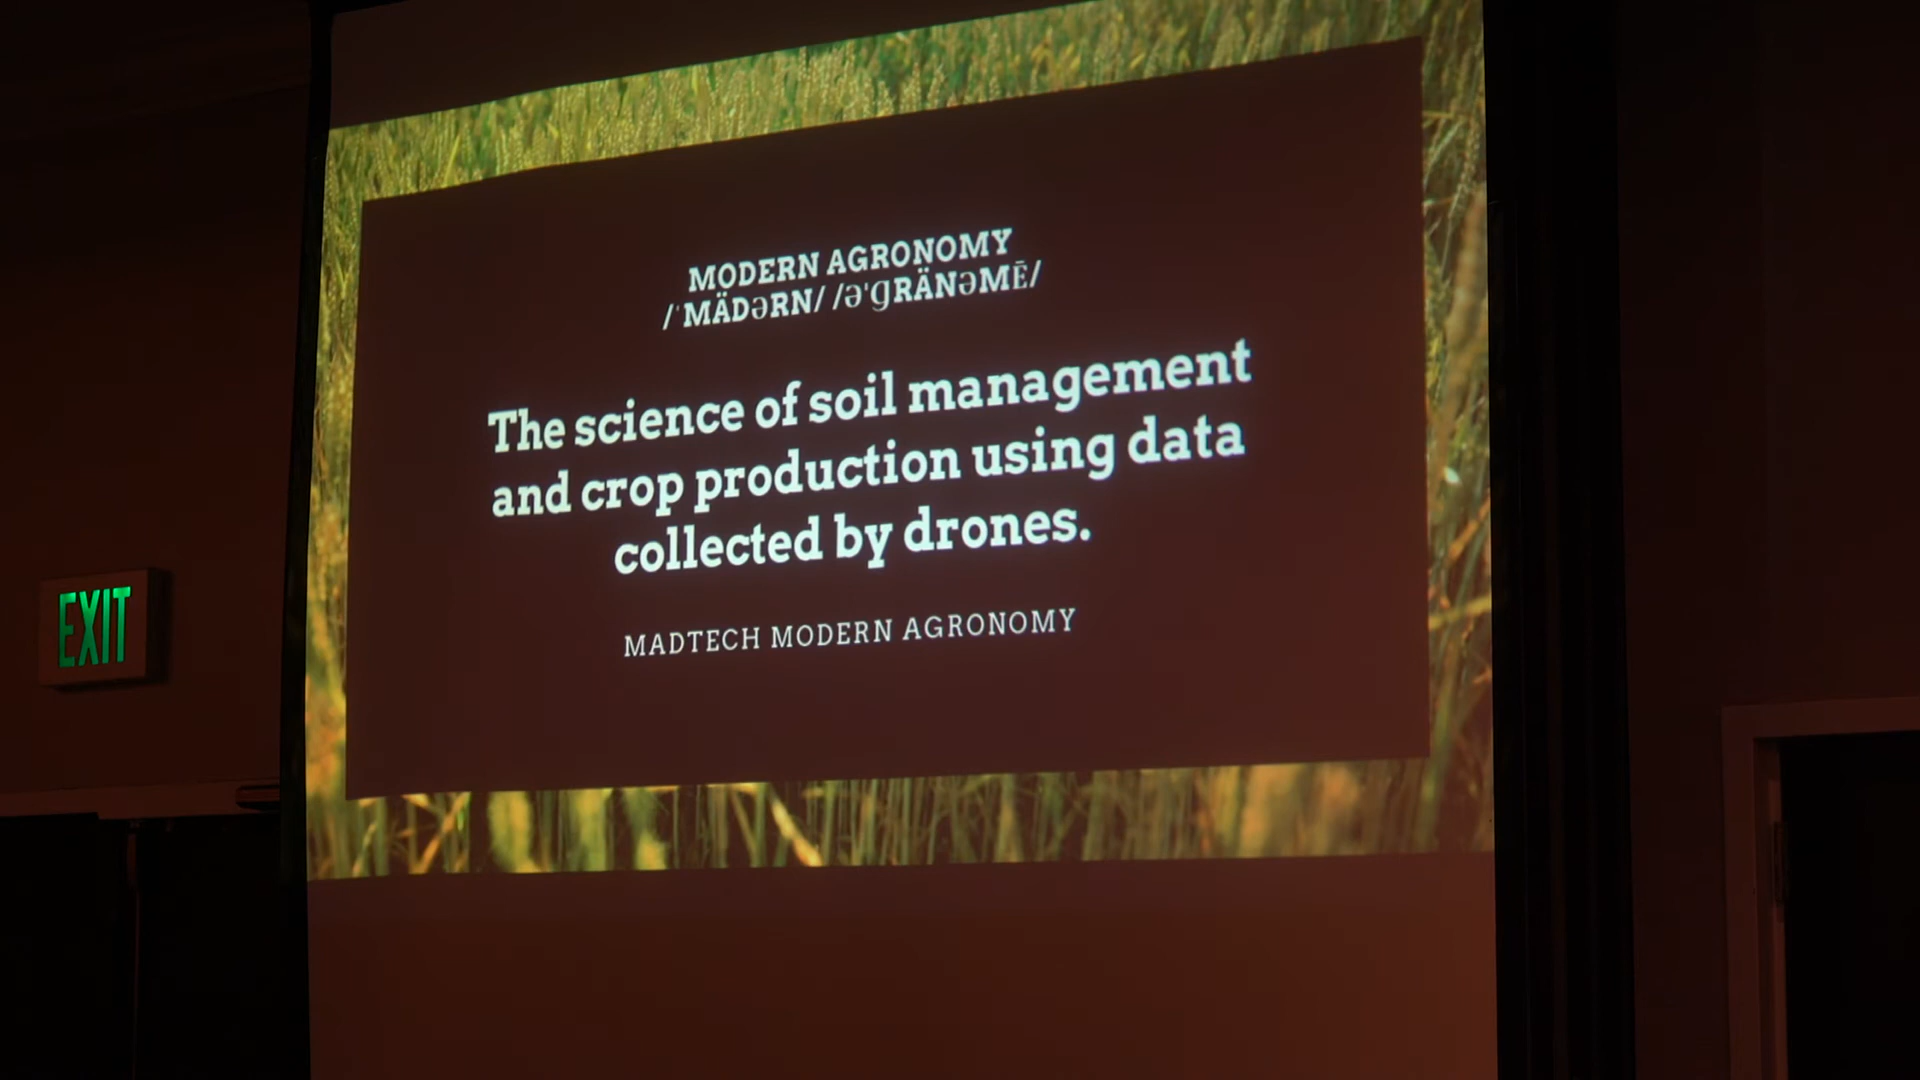 MODERN AGRONOMY
/ˈMÄDƏRN/ /ƏˈɡRÄNƏMĒ/
The science of soil management
and crop production using data
collected by drones.
MADTECH MODERN AGRONOMY
EXIT